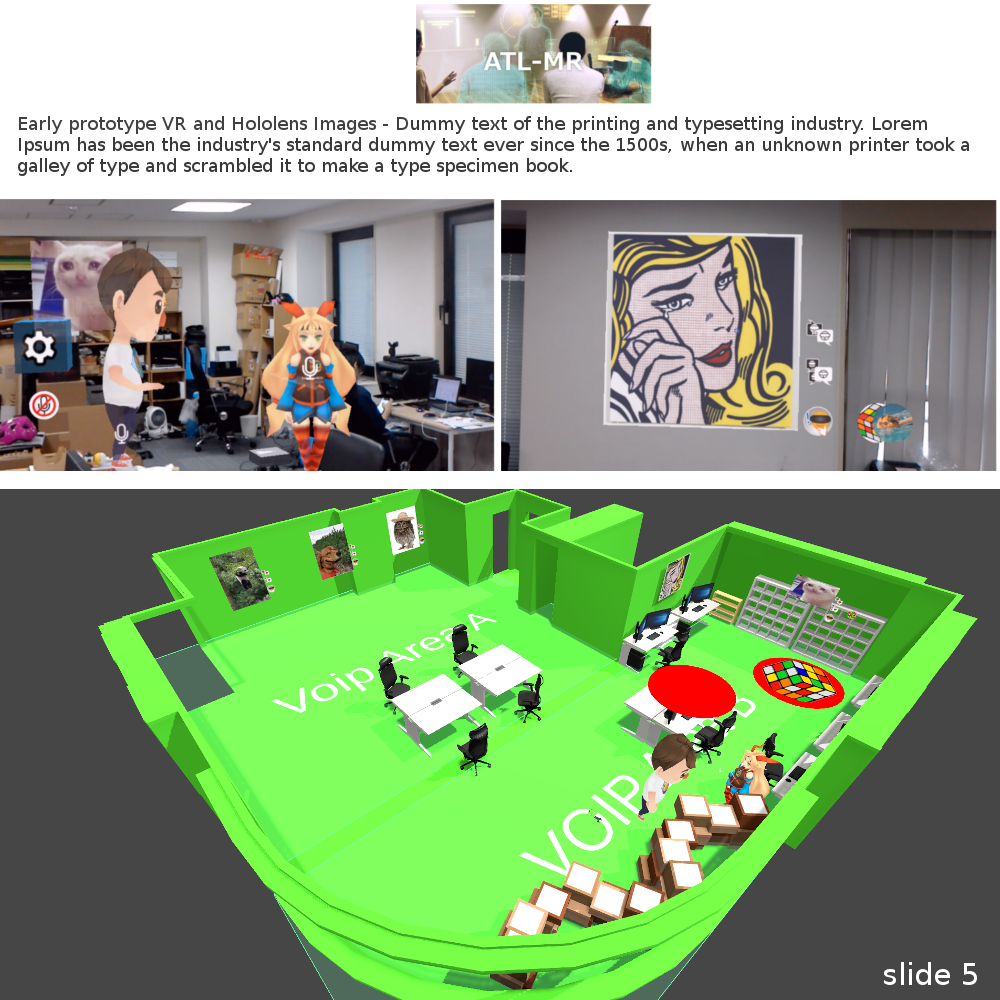 ATL-MR
Early prototype VR and Hololens Images - Dummy text of the printing and typesetting industry. Lorem
Ipsum has been the industry's standard dummy text ever since the 1500s, when an unknown printer took a
galley of type and scrambled it to make a type specimen book.
Voip Area A
VOIP
slide 5